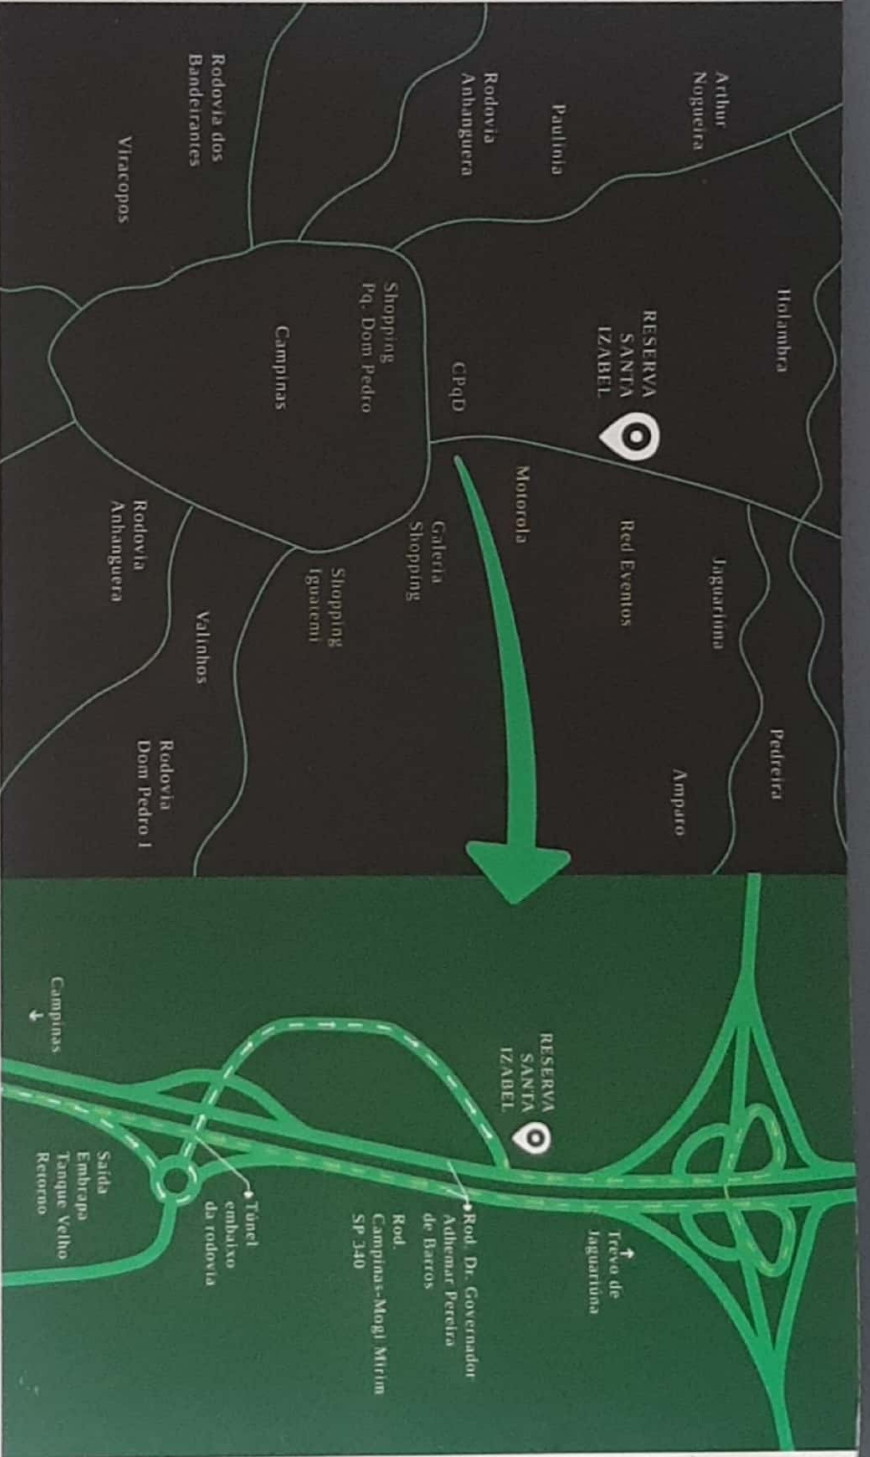 Arthur
Nogueira
Holambra
Pedreira
Paulínia
RESERVA
SANTA
IZABEL
Jaguariúna
Amparo
Red Eventos
Rodovia
Anhanguera
CPqD
Motorola
Shopping
Pq. Dom Pedro
Galeria
Shopping
Rodovia dos
Bandeirantes
Campinas
Shopping
Iguatemi
Viracopos
Valinhos
Rodovia
Anhanguera
Rodovia
Dom Pedro I
RESERVA
SANTA
IZABEL
Trevo de
Jaguariúna
Rod. Dr. Governador
Adhemar Pereira
de Barros
Rod.
Campinas-Mogi Mirim
SP 340
Túnel
embaixo
da rodovia
Campinas
Saída
Embrapa
Tanque Velho
Retorno